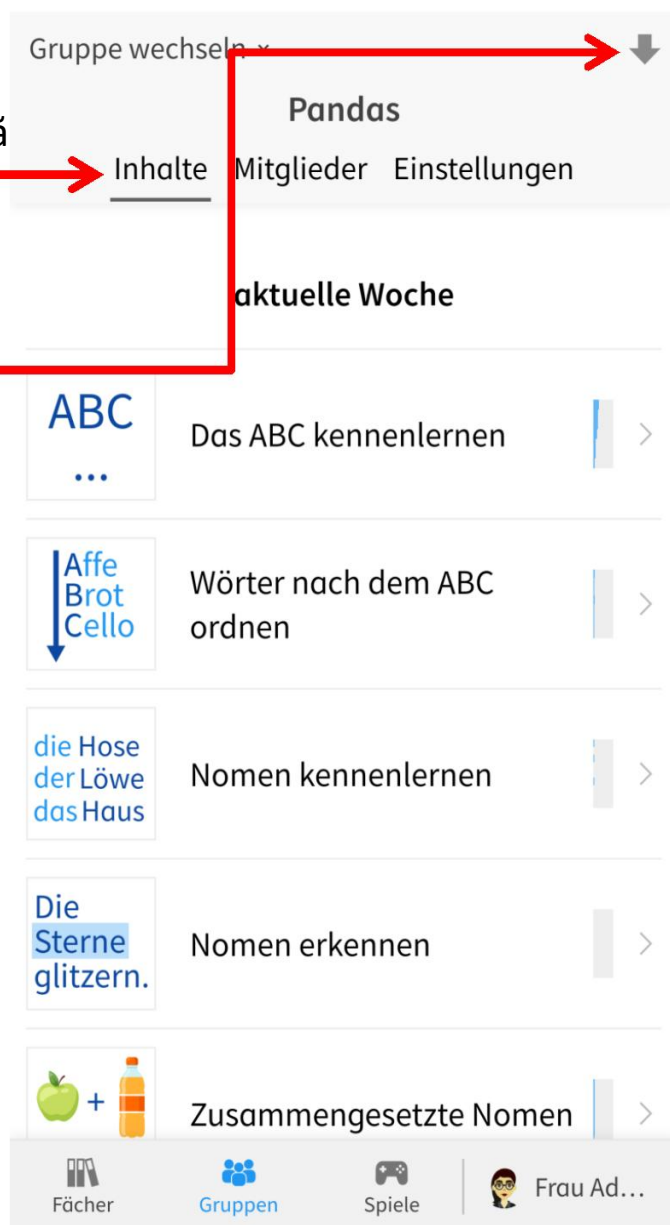 Gruppe wechseln
Pandas
ă
Inhalte Mitglieder Einstellungen
aktuelle Woche
ABC
...
Das ABC kennenlernen
Affe
Brot
Cello
Wörter nach dem ABC
ordnen
die Hose
der Löwe
das Haus
Nomen kennenlernen
Die
Sterne
glitzern.
Nomen erkennen
+
Zusammengesetzte Nomen
Fächer
Gruppen
Spiele
Frau Ad...